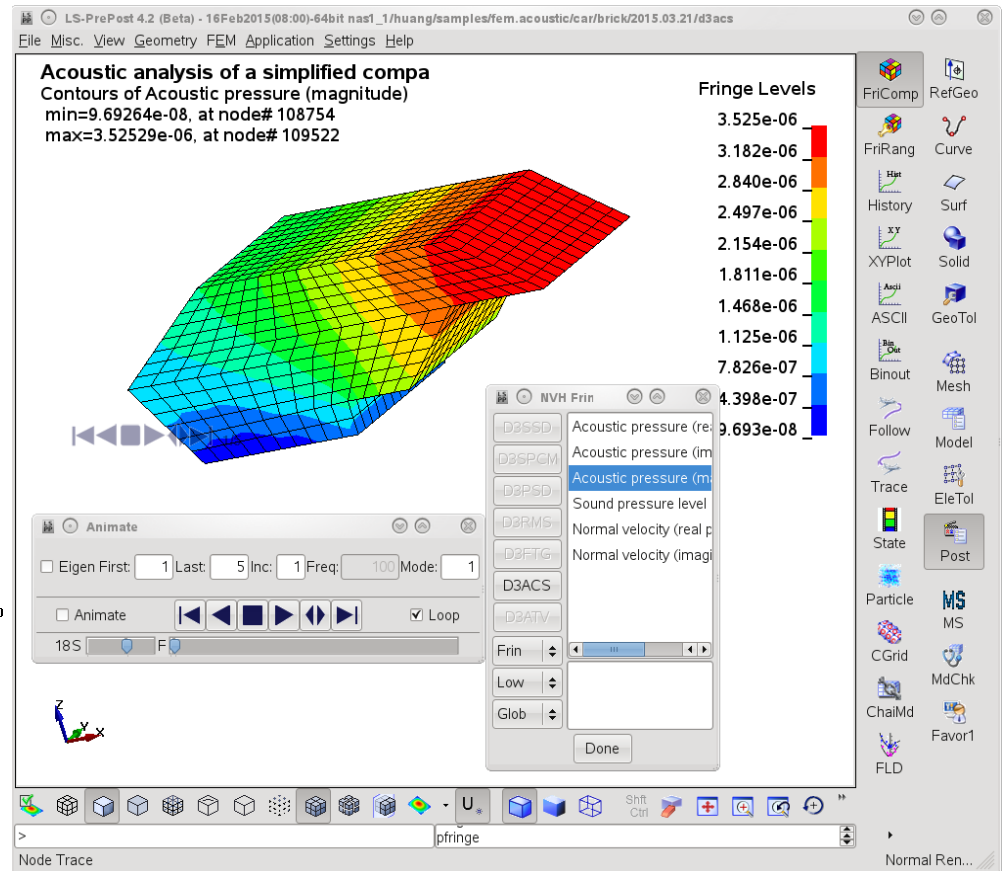 LS-PrePost 4.2 (Beta) - 16Feb2015(08:00)-64bit nas1_1/huang/samples/fem.acoustic/car/brick/2015.03.21/d3acs
File Misc. View Geometry FEM Application Settings Help
Acoustic analysis of a simplified compa
Contours of Acoustic pressure (magnitude)
min=9.69264e-08, at node# 108754
max=3.52529e-06, at node# 109522
Fringe Levels
3.525e-06
3.182e-06
2.840e-06
2.497e-06
2.154e-06
1.811e-06
1.468e-06
1.125e-06
7.826e-07
4.398e-07
9.693e-08
FriComp RefGeo
FriRang Curve
Hist
History Surf
XY
XYPlot Solid
Ascii
ASCII GeoTol
Bin Out
Binout Mesh
Follow Model
Trace EleTol
State Post
Particle MS
MS
CGrid MdChk
ChaiMd Favor1
FLD
NVH Frin
D3SSD
D3SPCM
D3PSD
D3RMS
D3FTG
D3ACS
D3ATV
Acoustic pressure (rea
Acoustic pressure (im
Acoustic pressure (ma
Sound pressure level
Normal velocity (real p
Normal velocity (imagi
Frin
Low
Glob
Done
Animate
Eigen First: 1 Last: 5 Inc: 1 Freq: 100 Mode: 1
Animate Loop
18S F
Z Y X
U
Shft
Ctrl
> pfringe
Node Trace Normal Ren...